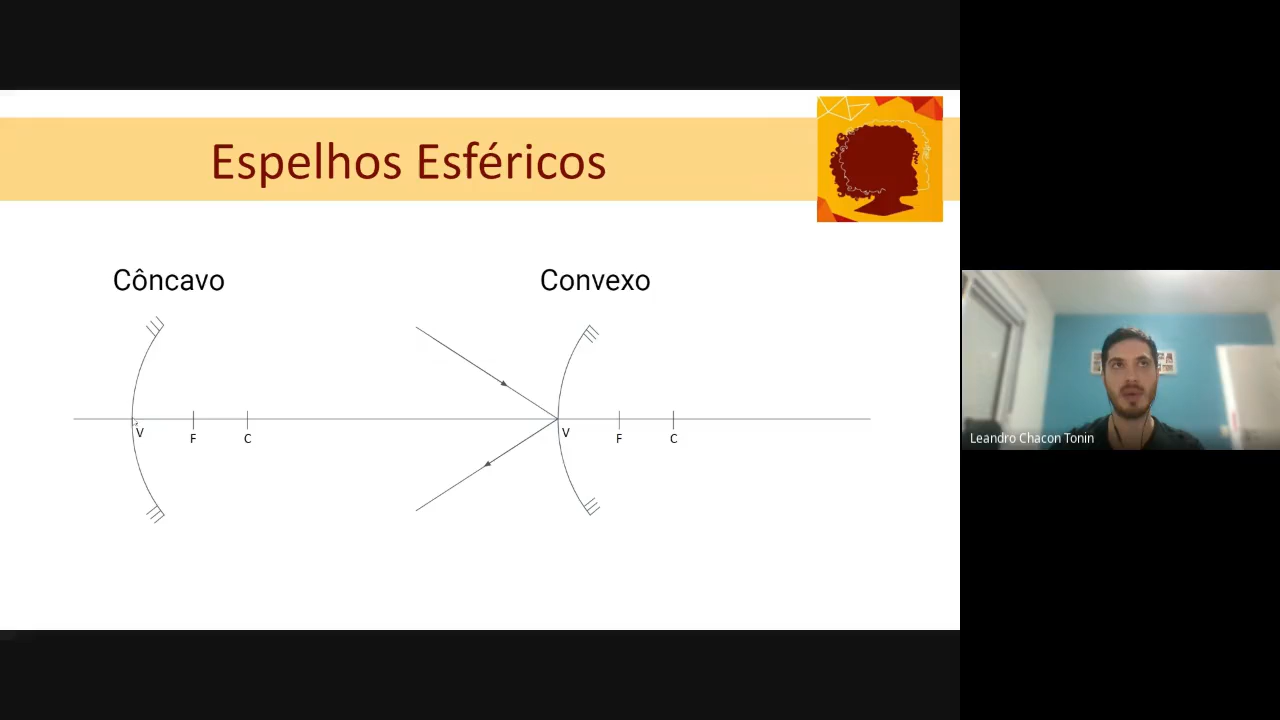 Espelhos Esféricos
Côncavo
Convexo
V
F
C
V
F
C
Leandro Chacon Tonin